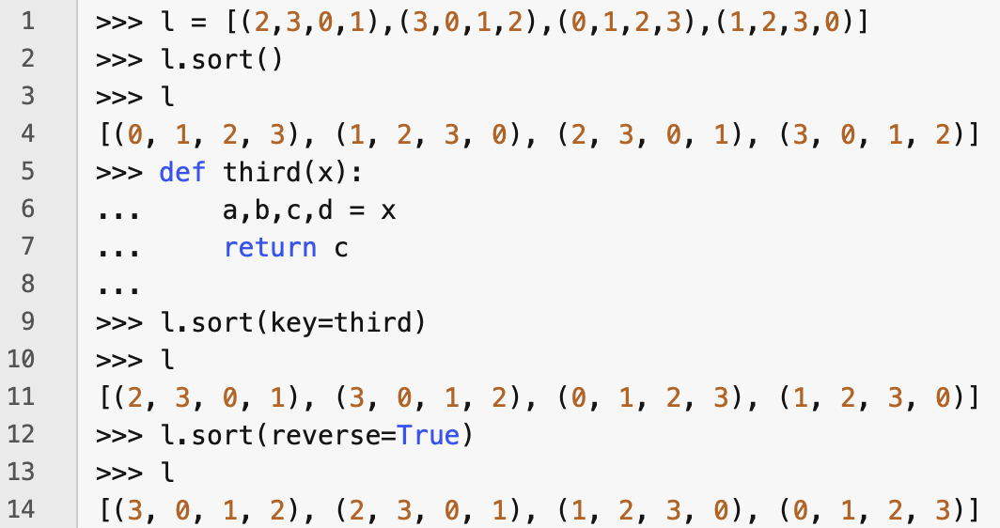 1 >>> l = [(2,3,0,1),(3,0,1,2),(0,1,2,3),(1,2,3,0)]
2 >>> l.sort()
3 >>> l
4 [(0, 1, 2, 3), (1, 2, 3, 0), (2, 3, 0, 1), (3, 0, 1, 2)]
5 >>> def third(x):
6 ...     a,b,c,d = x
7 ...     return c
8 ...
9 >>> l.sort(key=third)
10 >>> l
11 [(2, 3, 0, 1), (3, 0, 1, 2), (0, 1, 2, 3), (1, 2, 3, 0)]
12 >>> l.sort(reverse=True)
13 >>> l
14 [(3, 0, 1, 2), (2, 3, 0, 1), (1, 2, 3, 0), (0, 1, 2, 3)]